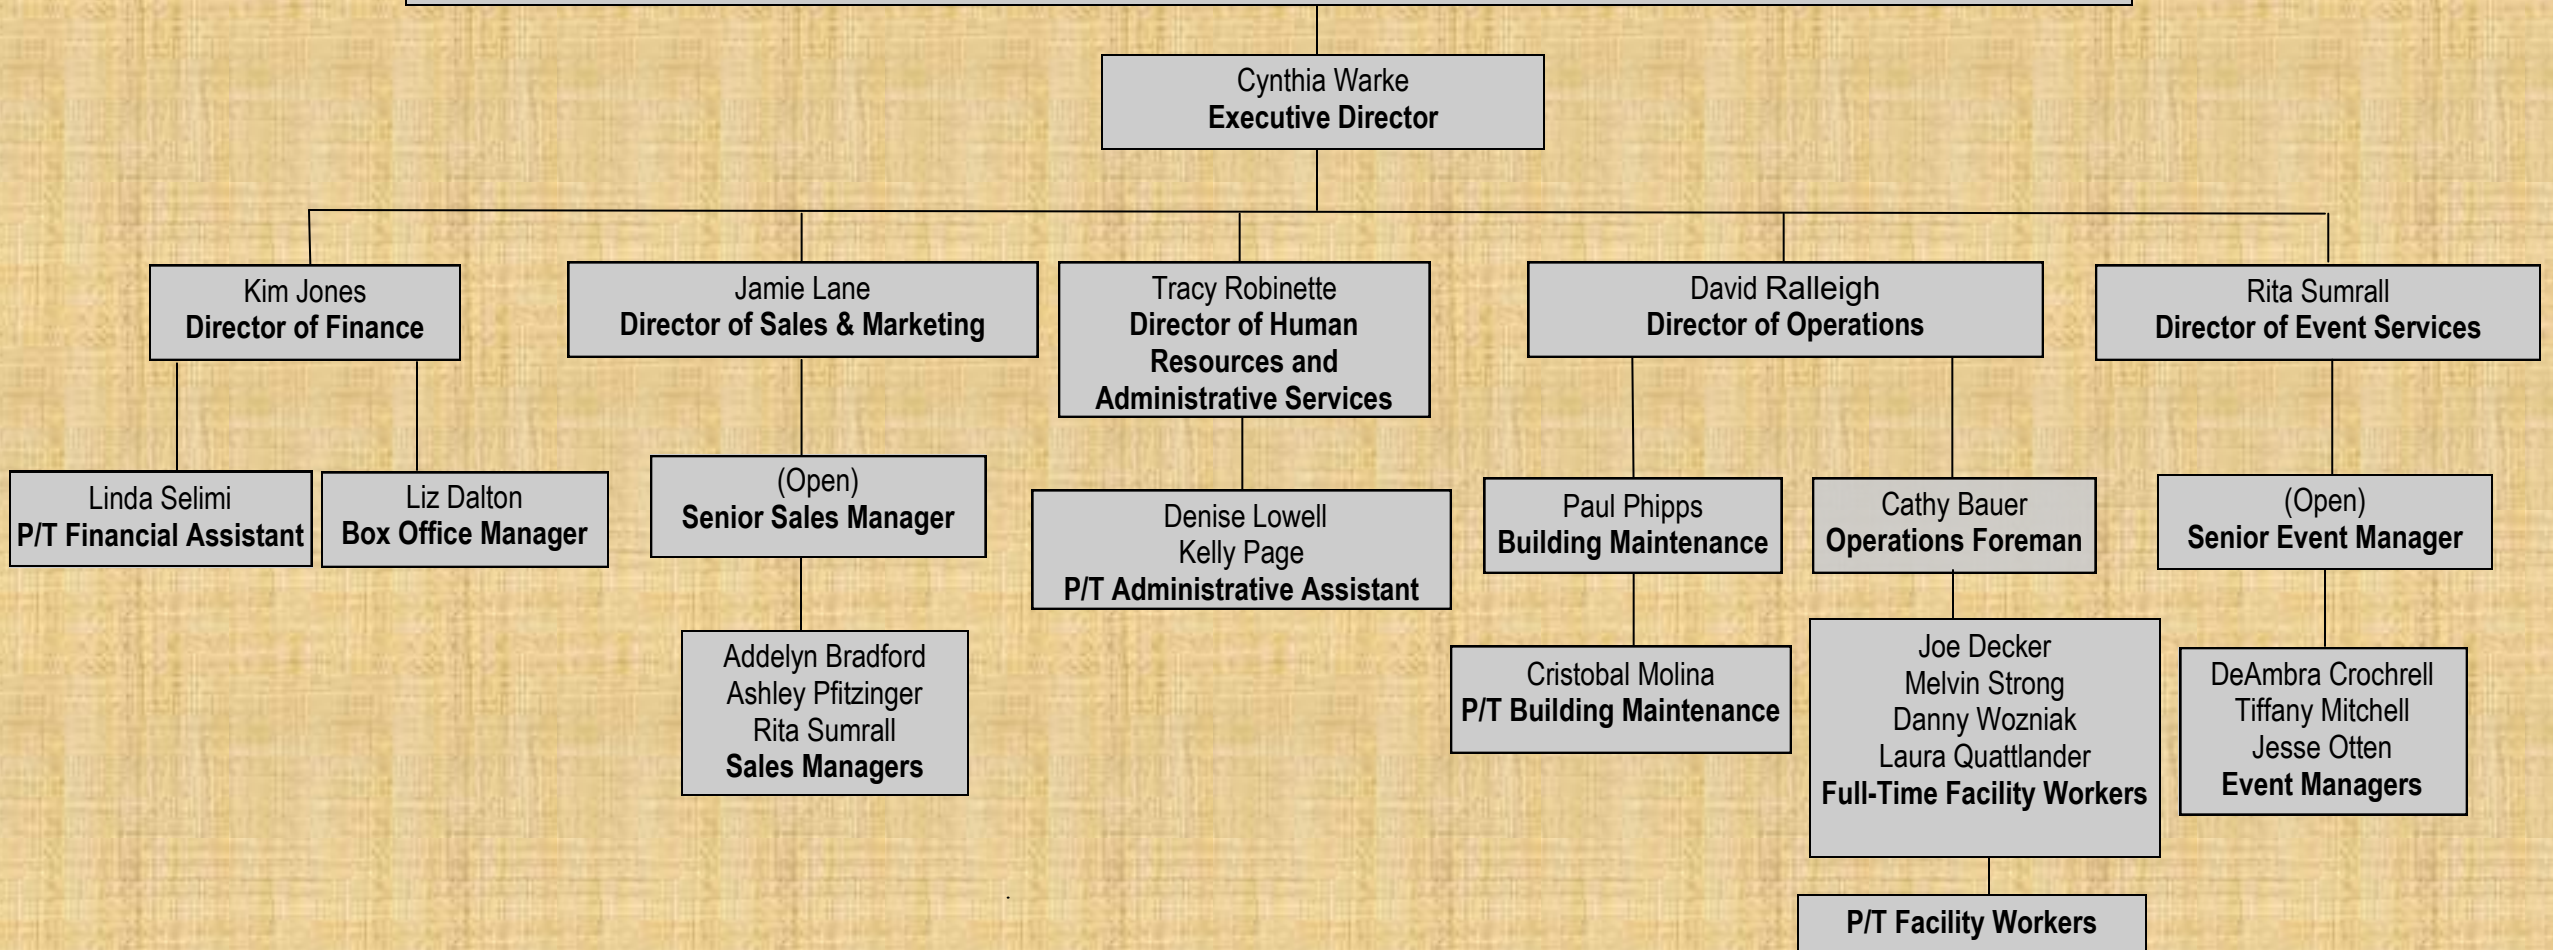 Cynthia Warke
Executive Director
Kim Jones
Director of Finance
Jamie Lane
Director of Sales & Marketing
Tracy Robinette
Director of Human
Resources and
Administrative Services
David Ralleigh
Director of Operations
Rita Sumrall
Director of Event Services
Linda Selimi
P/T Financial Assistant
Liz Dalton
Box Office Manager
(Open)
Senior Sales Manager
Denise Lowell
Kelly Page
P/T Administrative Assistant
Paul Phipps
Building Maintenance
Cathy Bauer
Operations Foreman
(Open)
Senior Event Manager
Addelyn Bradford
Ashley Pfitzinger
Rita Sumrall
Sales Managers
Cristobal Molina
P/T Building Maintenance
Joe Decker
Melvin Strong
Danny Wozniak
Laura Quattlander
Full-Time Facility Workers
DeAmbra Crochrell
Tiffany Mitchell
Jesse Otten
Event Managers
P/T Facility Workers